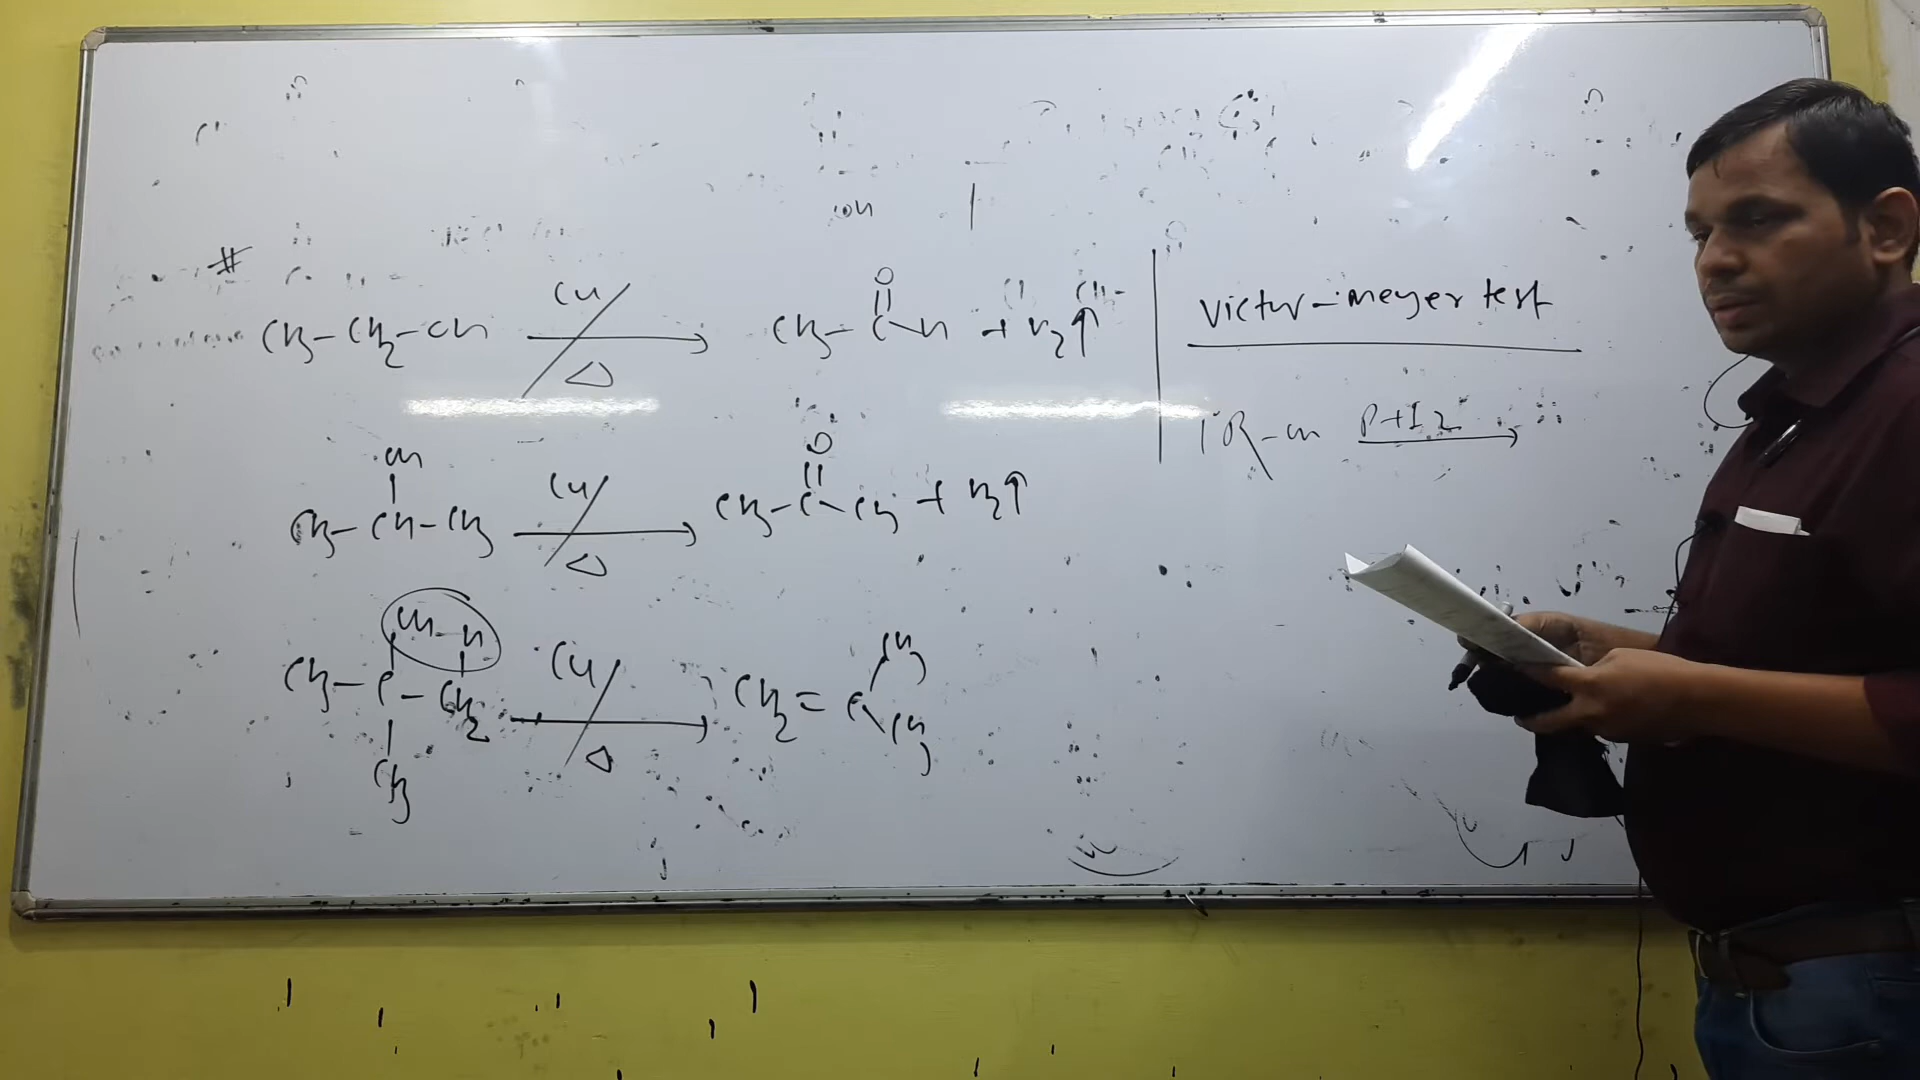 #
CH3-CH2-OH Cu/Δ → CH3-C(=O)-H + H2↑
OH
CH3-CH-CH3 Cu/Δ → CH3-C(=O)-CH3 + H2↑
OH H
CH3-C-CH2 Cu/Δ → CH2=C(CH3)CH3
CH3
Victor-meyer test
1°R-OH P+I2 →
OH